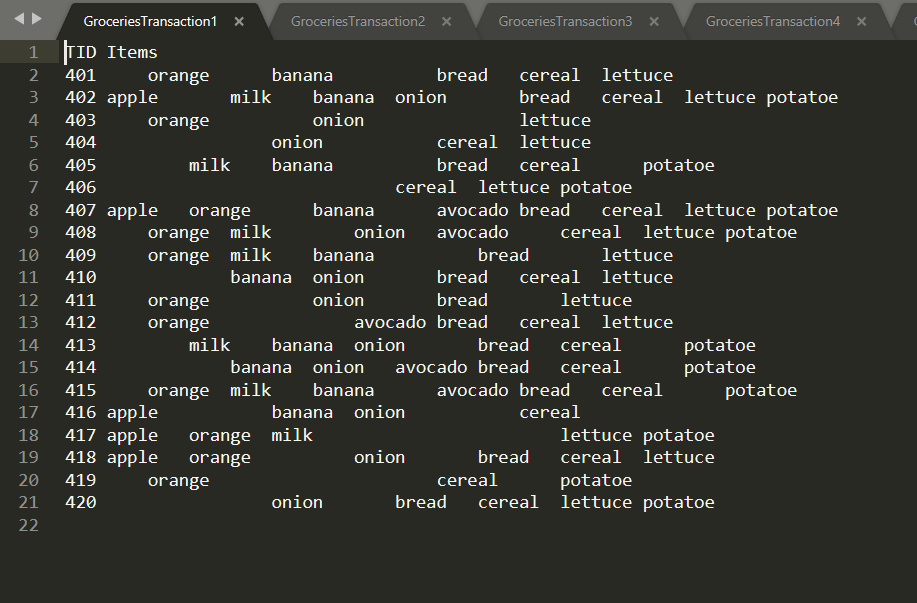 GroceriesTransaction1 × GroceriesTransaction2 × GroceriesTransaction3 × GroceriesTransaction4 ×
1 TID Items
2 401 orange banana bread cereal lettuce
3 402 apple milk banana onion bread cereal lettuce potatoe
4 403 orange onion lettuce
5 404 onion cereal lettuce
6 405 milk banana bread cereal potatoe
7 406 cereal lettuce potatoe
8 407 apple orange banana avocado bread cereal lettuce potatoe
9 408 orange milk onion avocado cereal lettuce potatoe
10 409 orange milk banana bread lettuce
11 410 banana onion bread cereal lettuce
12 411 orange onion bread lettuce
13 412 orange avocado bread cereal lettuce
14 413 milk banana onion bread cereal potatoe
15 414 banana onion avocado bread cereal potatoe
16 415 orange milk banana avocado bread cereal potatoe
17 416 apple banana onion cereal
18 417 apple orange milk lettuce potatoe
19 418 apple orange onion bread cereal lettuce
20 419 orange cereal potatoe
21 420 onion bread cereal lettuce potatoe
22